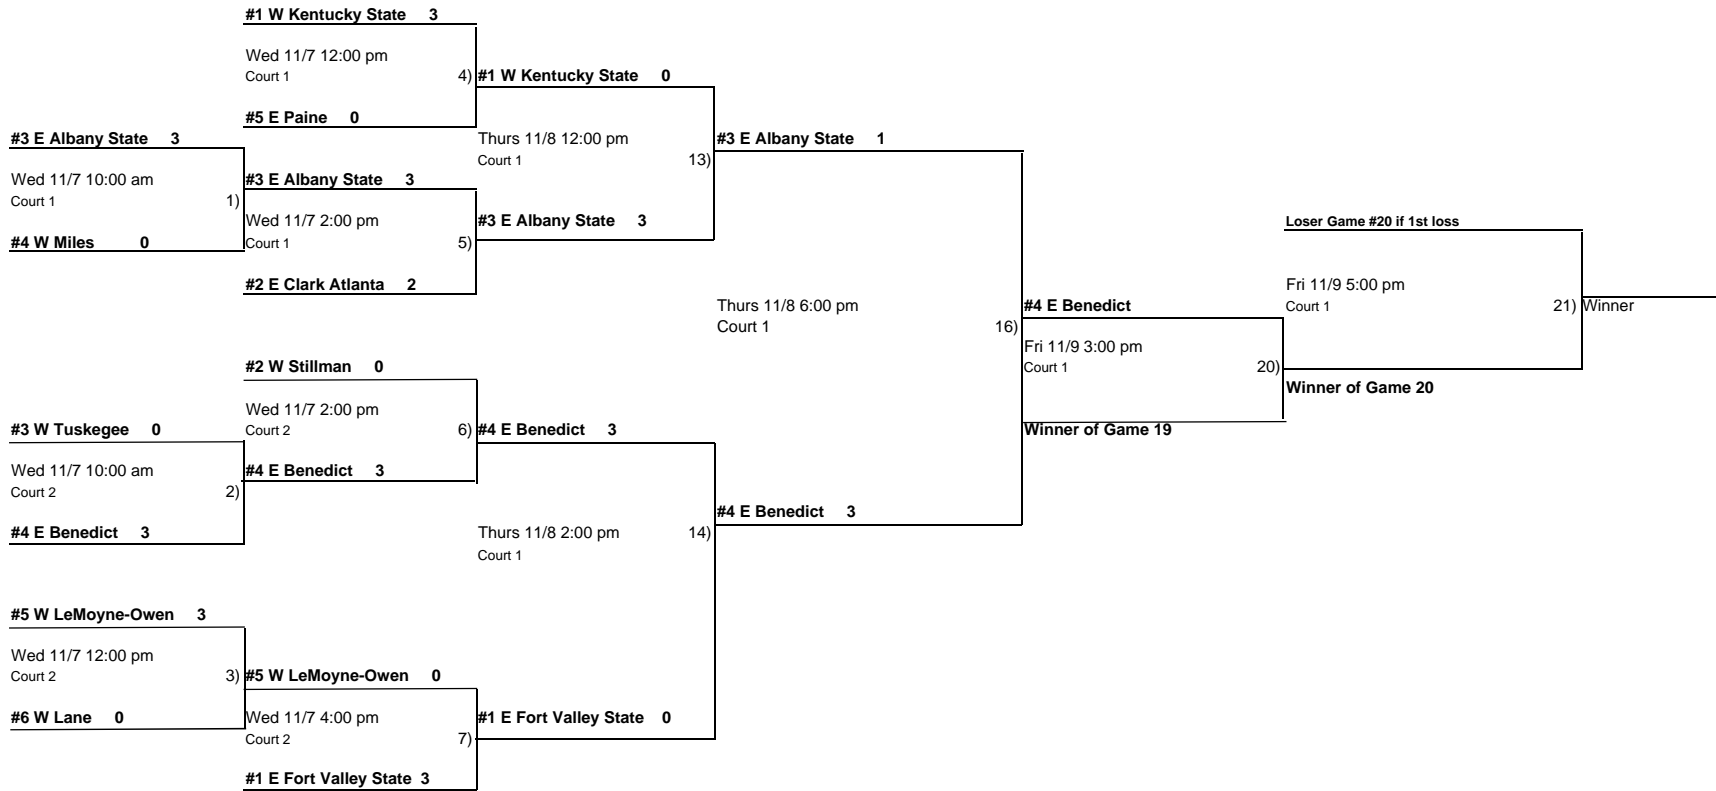 #1 W Kentucky State 3
Wed 11/7 12:00 pm
Court 1 4)
#5 E Paine 0
#3 E Albany State 3
Wed 11/7 10:00 am
Court 1 1)
#4 W Miles 0
#3 E Albany State 3
Wed 11/7 2:00 pm
Court 1 5)
#2 E Clark Atlanta 2
#1 W Kentucky State 0
Thurs 11/8 12:00 pm
Court 1 13)
#3 E Albany State 3
#2 W Stillman 0
Wed 11/7 2:00 pm
Court 2 6)
#4 E Benedict 3
#3 W Tuskegee 0
Wed 11/7 10:00 am
Court 2 2)
#4 E Benedict 3
#5 W LeMoyne-Owen 3
Wed 11/7 12:00 pm
Court 2 3)
#6 W Lane 0
#5 W LeMoyne-Owen 0
Wed 11/7 4:00 pm
Court 2 7)
#1 E Fort Valley State 3
#4 E Benedict 3
Thurs 11/8 2:00 pm 14)
Court 1
#1 E Fort Valley State 0
#3 E Albany State 1
Thurs 11/8 6:00 pm
Court 1 16)
#4 E Benedict 3
#4 E Benedict
Fri 11/9 3:00 pm
Court 1 20)
Winner of Game 19
Loser Game #20 if 1st loss
Fri 11/9 5:00 pm
Court 1 21) Winner
Winner of Game 20